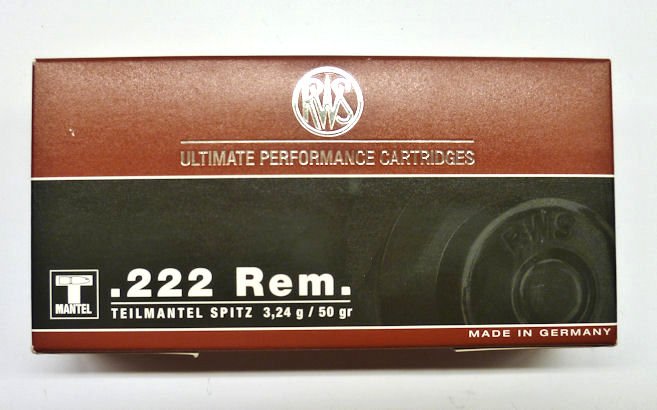 RWS
ULTIMATE PERFORMANCE CARTRIDGES
RWS
T
MANTEL
.222 Rem.
TEILMANTEL SPITZ 3,24 g / 50 gr
MADE IN GERMANY